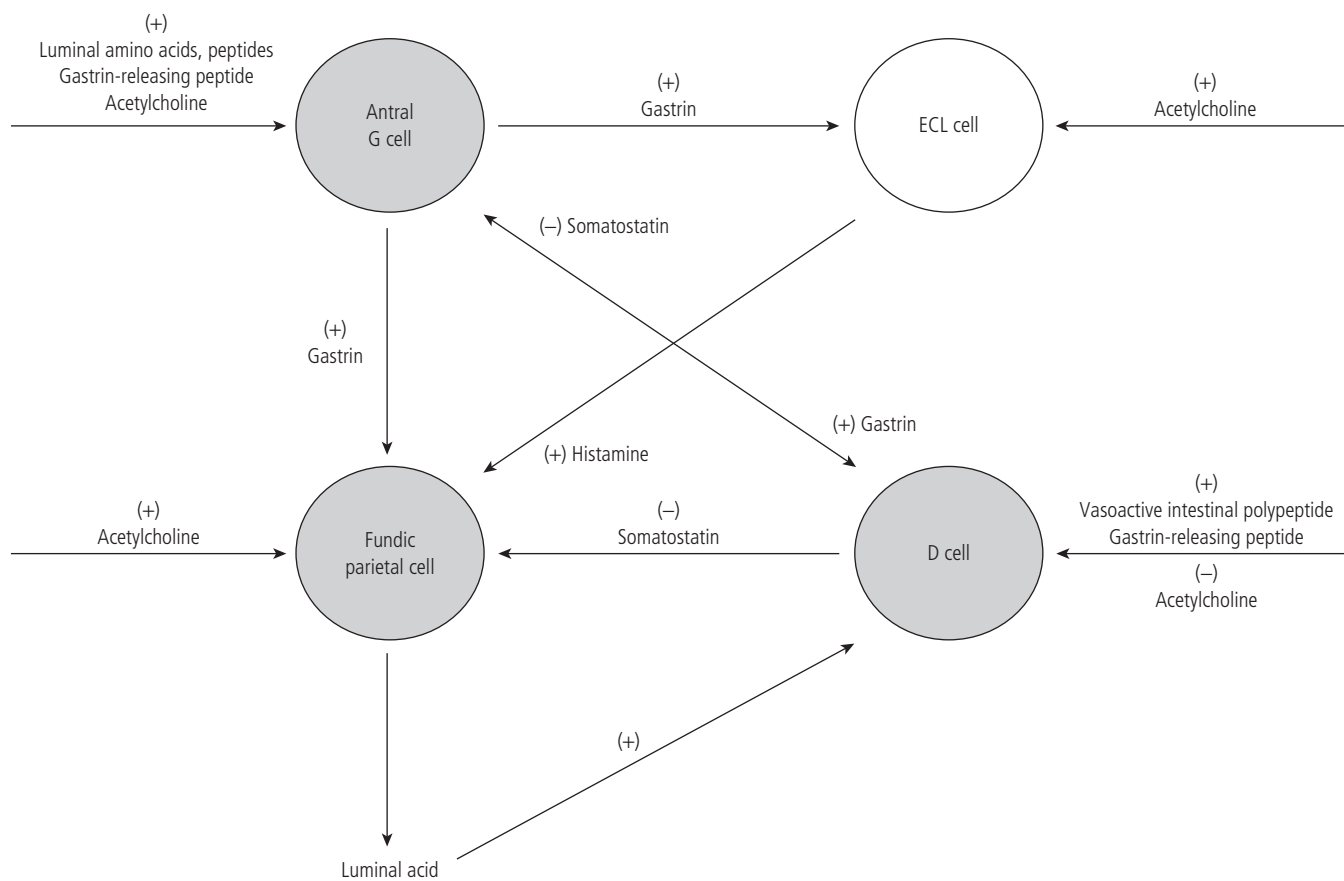 (+)
Luminal amino acids, peptides
Gastrin-releasing peptide
Acetylcholine
Antral
G cell
(+)
Gastrin
ECL cell
(+)
Acetylcholine
(–) Somatostatin
(+)
Gastrin
(+) Gastrin
(+) Histamine
(+)
Acetylcholine
Fundic
parietal cell
(–)
Somatostatin
D cell
(+)
Vasoactive intestinal polypeptide
Gastrin-releasing peptide
(–)
Acetylcholine
(+)
Luminal acid